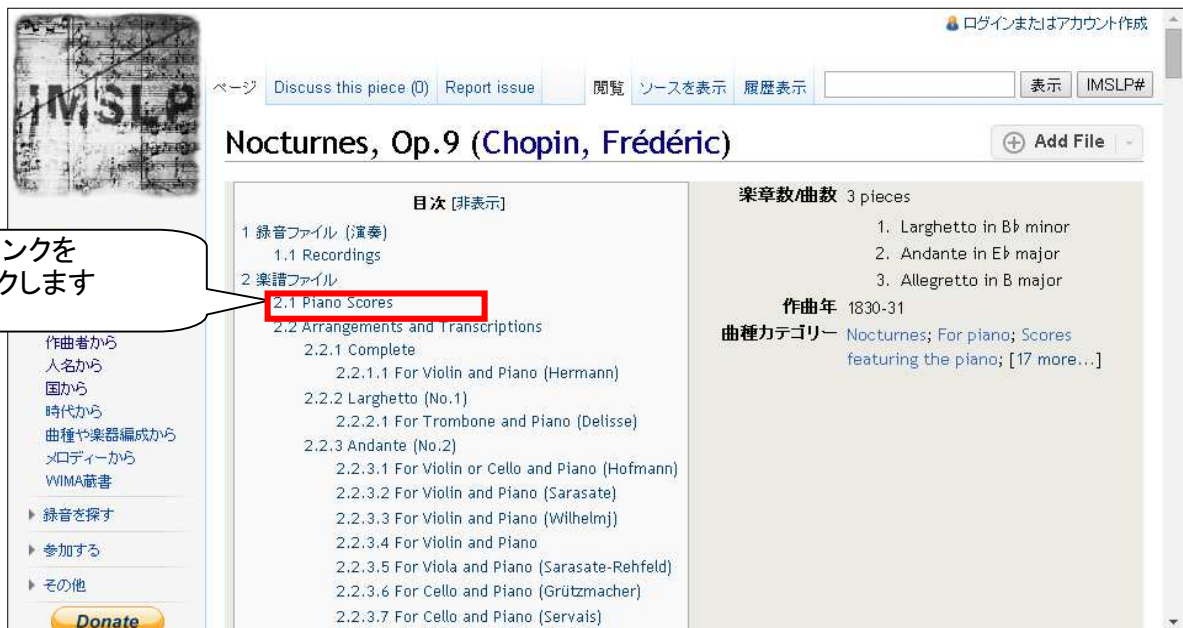 ログインまたはアカウント作成
IMSLP
ページ Discuss this piece (0) Report issue 閲覧 ソースを表示 履歴表示 表示 IMSLP#
Nocturnes, Op.9 (Chopin, Frédéric)
Add File
目次 [非表示]
1 録音ファイル (演奏)
1.1 Recordings
2 楽譜ファイル
2.1 Piano Scores
2.2 Arrangements and Transcriptions
2.2.1 Complete
2.2.1.1 For Violin and Piano (Hermann)
2.2.2 Larghetto (No.1)
2.2.2.1 For Trombone and Piano (Delisse)
2.2.3 Andante (No.2)
2.2.3.1 For Violin or Cello and Piano (Hofmann)
2.2.3.2 For Violin and Piano (Sarasate)
2.2.3.3 For Violin and Piano (Wilhelmj)
2.2.3.4 For Violin and Piano
2.2.3.5 For Viola and Piano (Sarasate-Rehfeld)
2.2.3.6 For Cello and Piano (Grützmacher)
2.2.3.7 For Cello and Piano (Servais)
楽章数/曲数 3 pieces
1. Larghetto in B♭ minor
2. Andante in E♭ major
3. Allegretto in B major
作曲年 1830-31
曲種カテゴリー Nocturnes; For piano; Scores
featuring the piano; [17 more...]
ンクを
クします
作曲者から
人名から
国から
時代から
曲種や楽器編成から
メロディーから
WIMA蔵書
録音を探す
参加する
その他
Donate